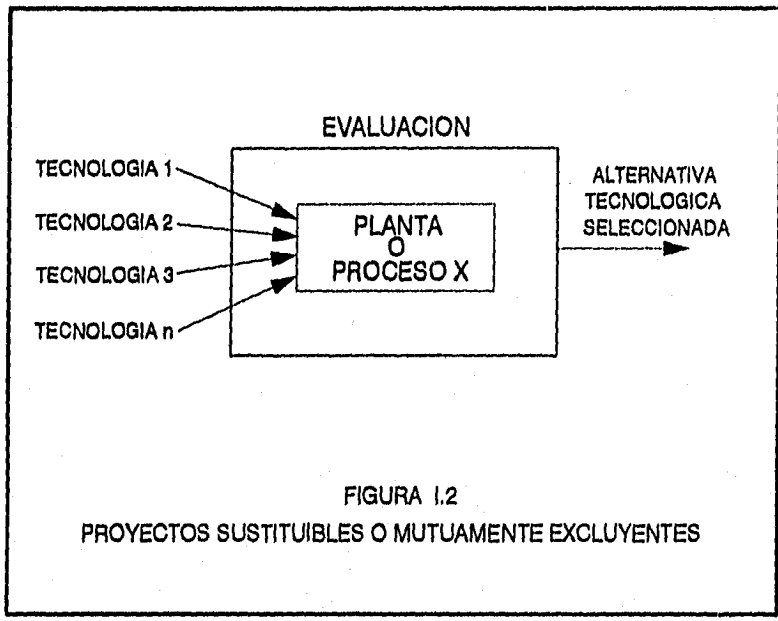 EVALUACION
TECNOLOGIA 1
TECNOLOGIA 2
TECNOLOGIA 3
TECNOLOGIA n
PLANTA
O
PROCESO X
ALTERNATIVA
TECNOLOGICA
SELECCIONADA
FIGURA I.2
PROYECTOS SUSTITUIBLES O MUTUAMENTE EXCLUYENTES